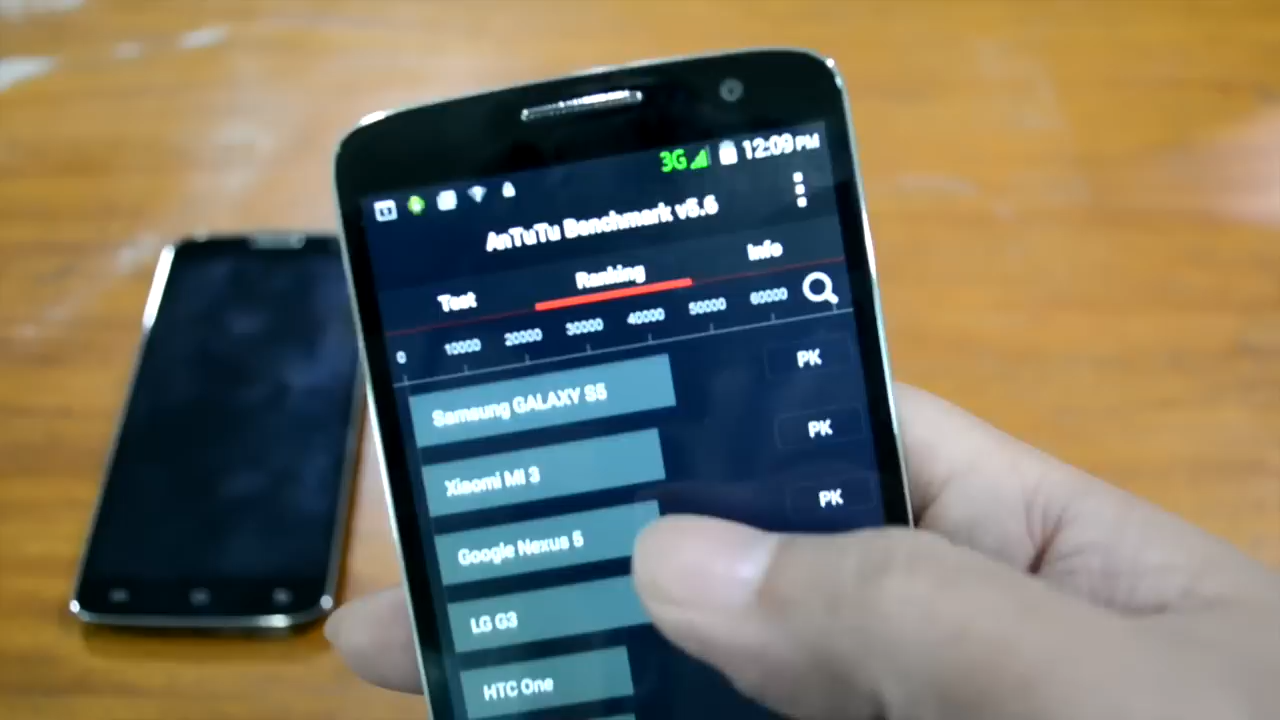 3G 12:09 PM
AnTuTu Benchmark v5.6
Test Ranking Info
0 10000 20000 30000 40000 50000 60000
Samsung GALAXY S5 PK
Xiaomi MI 3 PK
Google Nexus 5 PK
LG G3
HTC One